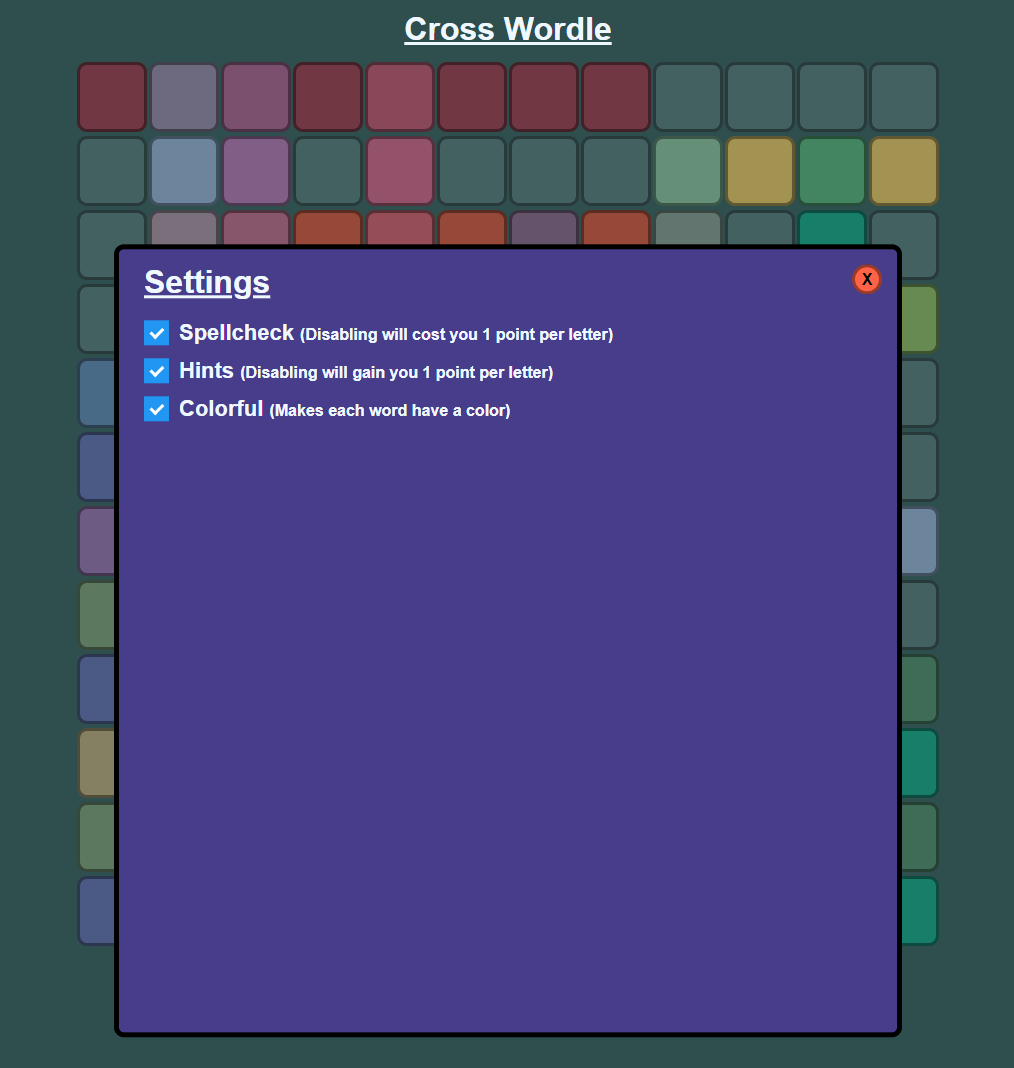 Cross Wordle
Settings
X
Spellcheck (Disabling will cost you 1 point per letter)
Hints (Disabling will gain you 1 point per letter)
Colorful (Makes each word have a color)